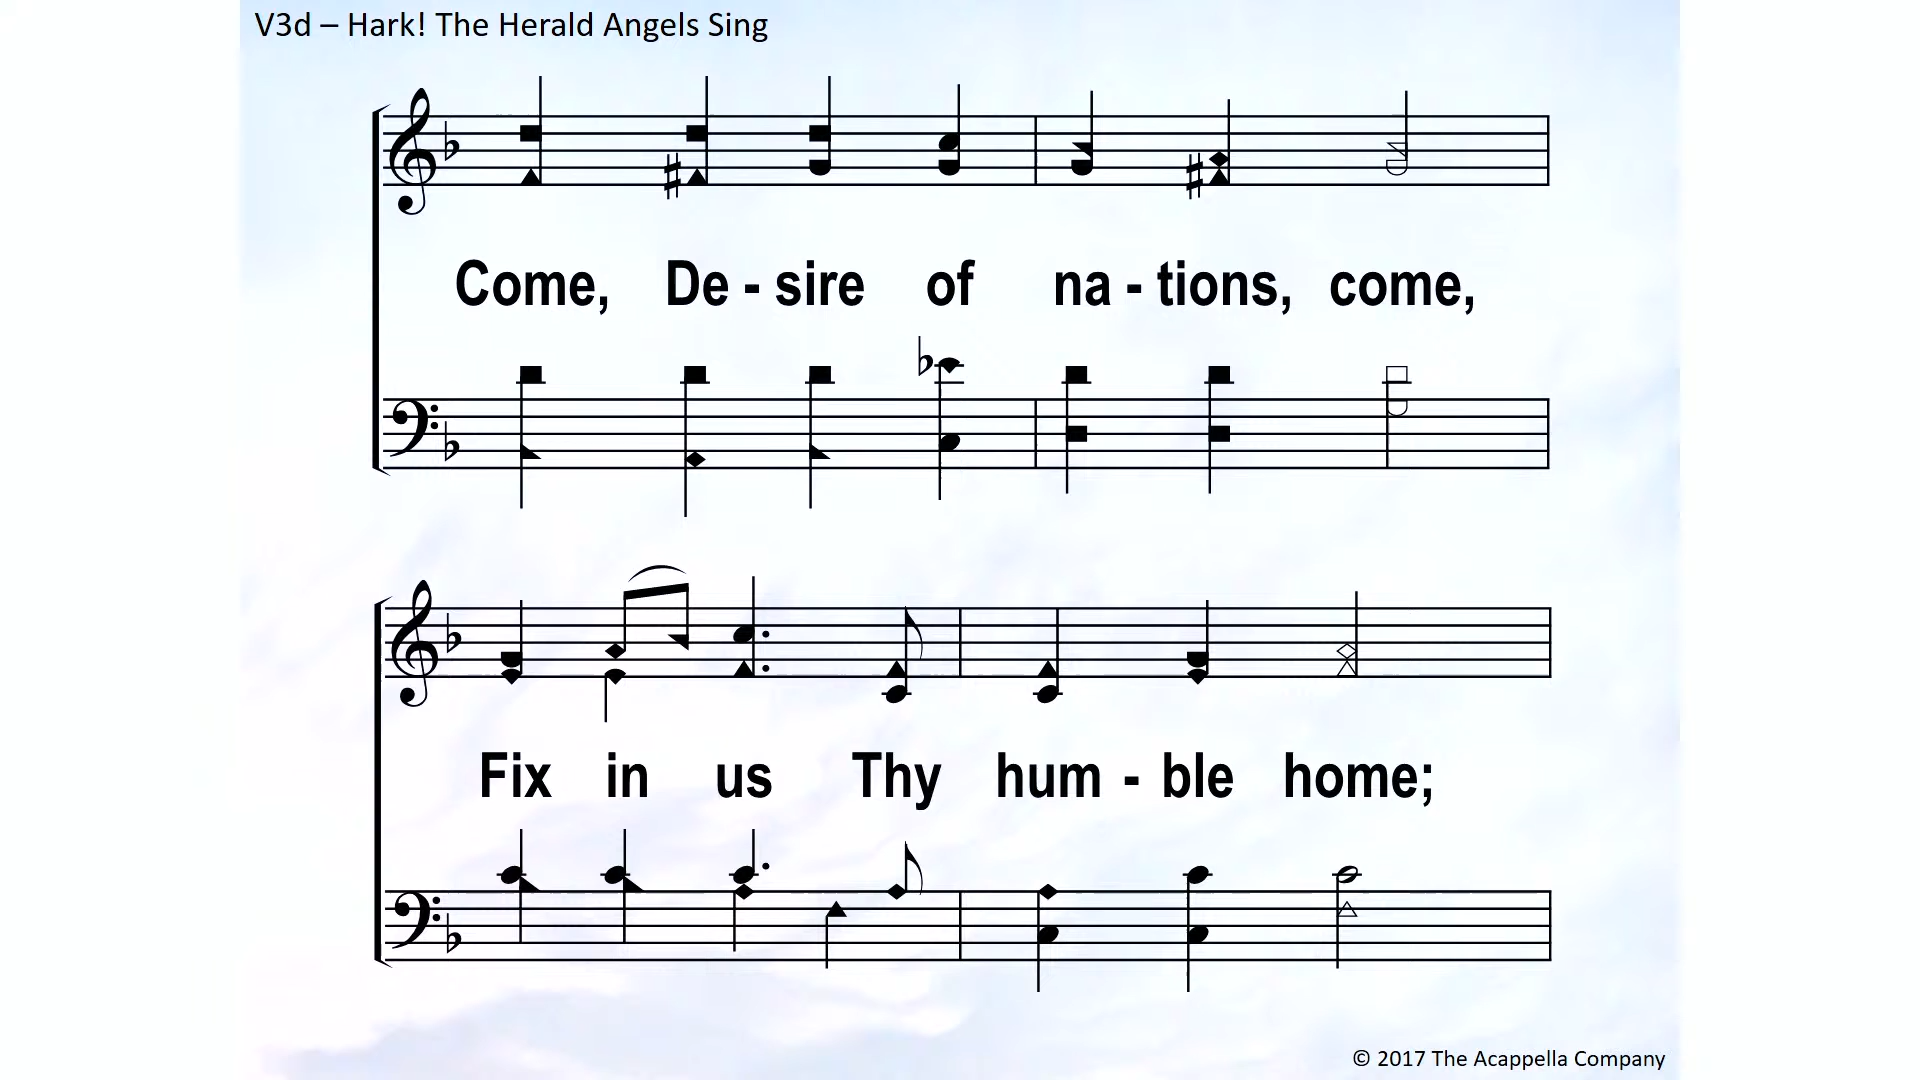 V3d – Hark! The Herald Angels Sing
Come, De - sire of na - tions, come,
Fix in us Thy hum - ble home;
© 2017 The Acappella Company